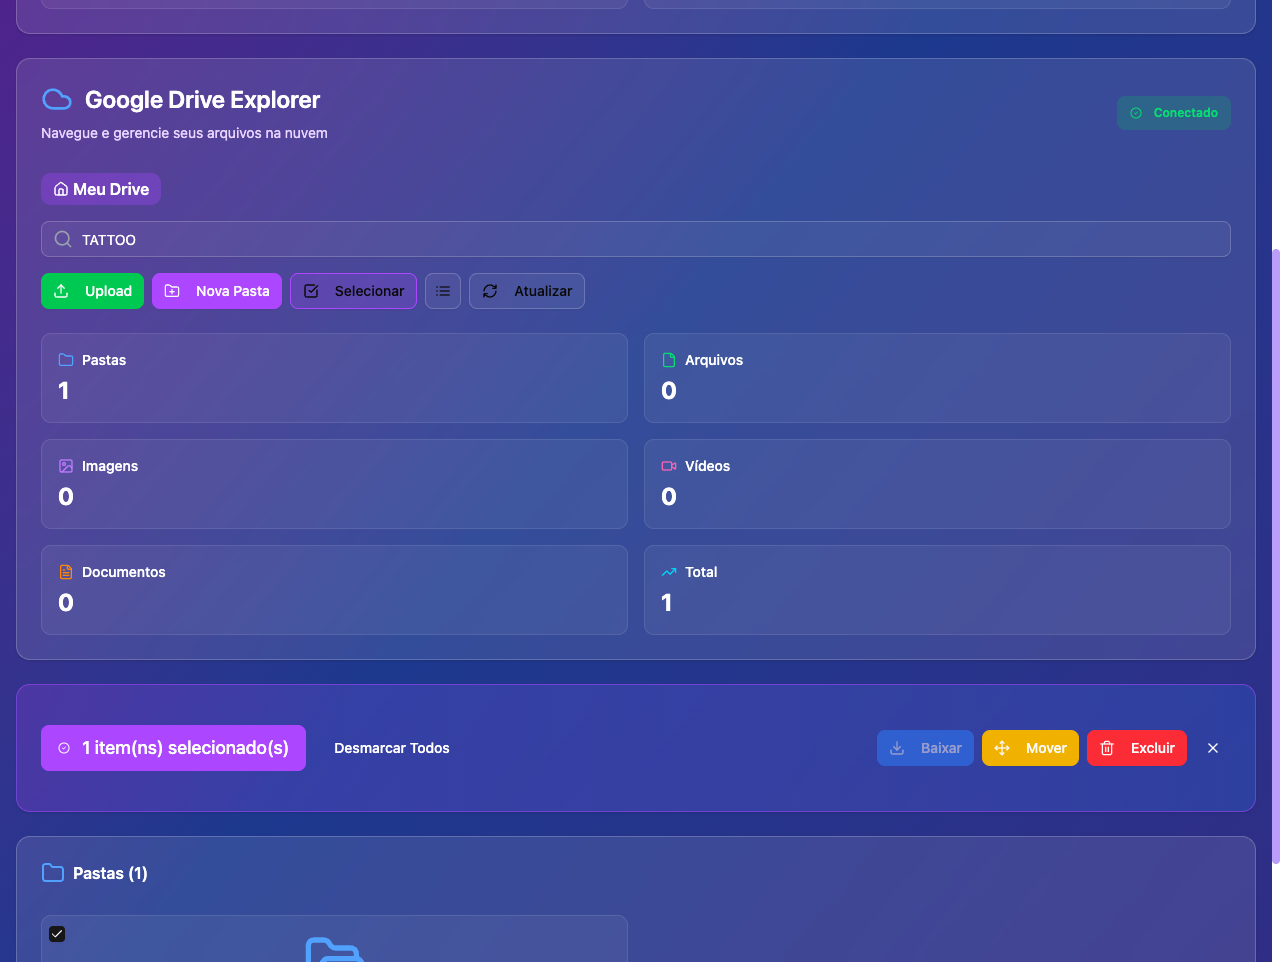 Google Drive Explorer
Navegue e gerencie seus arquivos na nuvem
Conectado
Meu Drive
TATTOO
Upload
Nova Pasta
Selecionar
Atualizar
Pastas
1
Arquivos
0
Imagens
0
Vídeos
0
Documentos
0
Total
1
1 item(ns) selecionado(s)
Desmarcar Todos
Baixar
Mover
Excluir
Pastas (1)